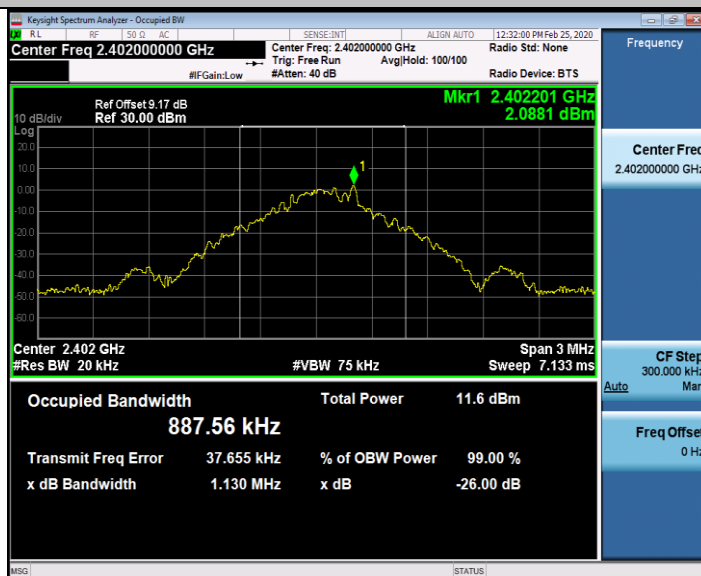 Keysight Spectrum Analyzer - Occupied BW
RL RF 50 Ω AC SENSE:INT ALIGN AUTO 12:32:00 PM Feb 25, 2020
Center Freq 2.402000000 GHz
Center Freq: 2.402000000 GHz Radio Std: None
Trig: Free Run Avg|Hold: 100/100
#IFGain:Low #Atten: 40 dB Radio Device: BTS
Frequency
Ref Offset 9.17 dB Mkr1 2.402201 GHz
10 dB/div Ref 30.00 dBm 2.0881 dBm
Log
20.0
10.0
1
0.00
-10.0
-20.0
-30.0
-40.0
-50.0
-60.0
Center 2.402 GHz Span 3 MHz
#Res BW 20 kHz #VBW 75 kHz Sweep 7.133 ms
Occupied Bandwidth Total Power 11.6 dBm
887.56 kHz
Transmit Freq Error 37.655 kHz % of OBW Power 99.00 %
x dB Bandwidth 1.130 MHz x dB -26.00 dB
Center Freq
2.402000000 GHz
CF Step
300.000 kHz
Auto Man
Freq Offset
0 Hz
MSG STATUS